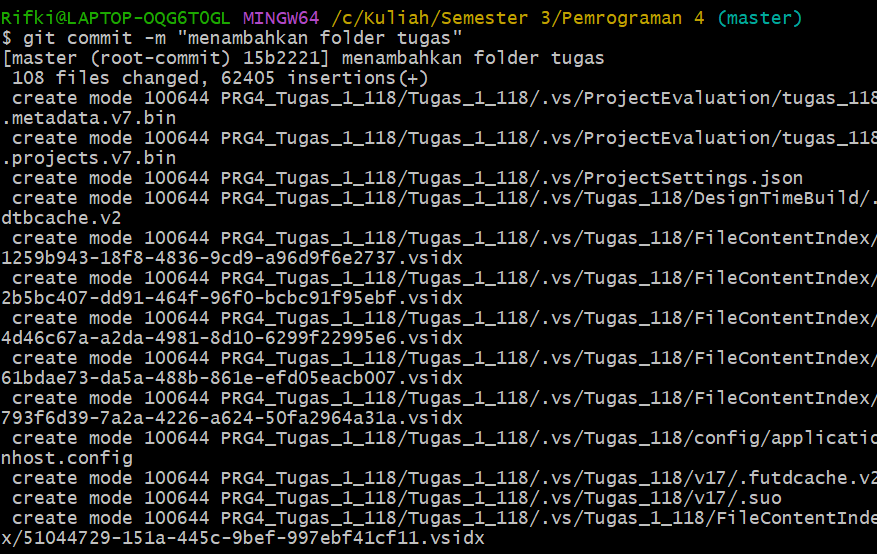 Rifki@LAPTOP-OQG6T0GL MINGW64 /c/Kuliah/Semester 3/Pemrograman 4 (master)
$ git commit -m "menambahkan folder tugas"
[master (root-commit) 15b2221] menambahkan folder tugas
 108 files changed, 62405 insertions(+)
 create mode 100644 PRG4_Tugas_1_118/Tugas_1_118/.vs/ProjectEvaluation/tugas_118
.metadata.v7.bin
 create mode 100644 PRG4_Tugas_1_118/Tugas_1_118/.vs/ProjectEvaluation/tugas_118
.projects.v7.bin
 create mode 100644 PRG4_Tugas_1_118/Tugas_1_118/.vs/ProjectSettings.json
 create mode 100644 PRG4_Tugas_1_118/Tugas_1_118/.vs/Tugas_118/DesignTimeBuild/.
dtbcache.v2
 create mode 100644 PRG4_Tugas_1_118/Tugas_1_118/.vs/Tugas_118/FileContentIndex/
1259b943-18f8-4836-9cd9-a96d9f6e2737.vsidx
 create mode 100644 PRG4_Tugas_1_118/Tugas_1_118/.vs/Tugas_118/FileContentIndex/
2b5bc407-dd91-464f-96f0-bcbc91f95ebf.vsidx
 create mode 100644 PRG4_Tugas_1_118/Tugas_1_118/.vs/Tugas_118/FileContentIndex/
4d46c67a-a2da-4981-8d10-6299f22995e6.vsidx
 create mode 100644 PRG4_Tugas_1_118/Tugas_1_118/.vs/Tugas_118/FileContentIndex/
61bdae73-da5a-488b-861e-efd05eacb007.vsidx
 create mode 100644 PRG4_Tugas_1_118/Tugas_1_118/.vs/Tugas_118/FileContentIndex/
793f6d39-7a2a-4226-a624-50fa2964a31a.vsidx
 create mode 100644 PRG4_Tugas_1_118/Tugas_1_118/.vs/Tugas_118/config/applicatio
nhost.config
 create mode 100644 PRG4_Tugas_1_118/Tugas_1_118/.vs/Tugas_118/v17/.futdcache.v2
 create mode 100644 PRG4_Tugas_1_118/Tugas_1_118/.vs/Tugas_118/v17/.suo
 create mode 100644 PRG4_Tugas_1_118/Tugas_1_118/.vs/Tugas_1_118/FileContentInde
x/51044729-151a-445c-9bef-997ebf41cf11.vsidx